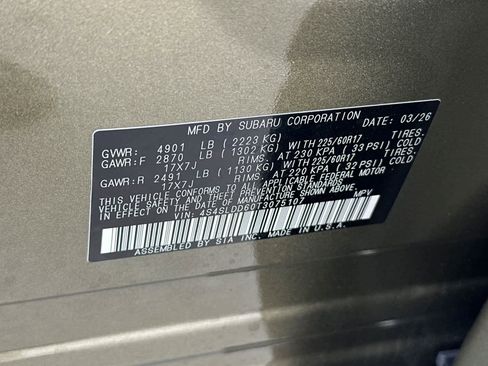 MFD BY SUBARU CORPORATION DATE: 03/26
GVWR: 4901 LB ( 2223 KG)
GAWR:F 2870 LB ( 1302 KG) WITH 225/60R17 TIRES.
17X7J RIMS. AT 230 KPA ( 33 PSI) COLD
GAWR:R 2491 LB ( 1130 KG) WITH 225/60R17 TIRES.
17X7J RIMS. AT 220 KPA ( 32 PSI) COLD
THIS VEHICLE CONFORMS TO ALL APPLICABLE FEDERAL MOTOR
VEHICLE SAFETY AND THEFT PREVENTION STANDARDS
IN EFFECT ON THE DATE OF MANUFACTURE SHOWN ABOVE.
VIN: 4S4SLDD60T3075107 MPV
ASSEMBLED BY SIA INC. MADE IN U.S.A.